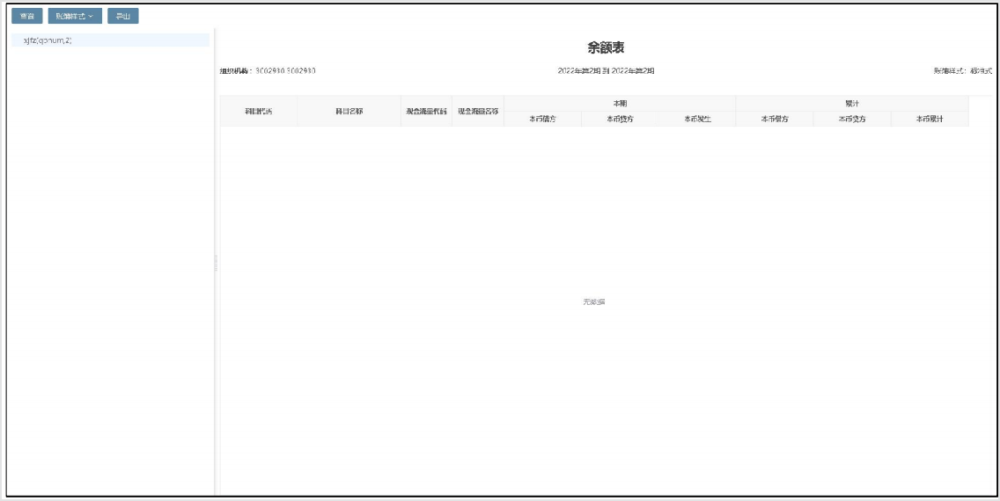 查询 账簿样式 导出
xjfz(qpnum,2)
余额表
组织机构：3002930 3002930 2022年第2期 到 2022年第2期 账簿样式：标准式
科目代码 科目名称 现金流量代码 现金流量名称 本期 累计
本币借方 本币贷方 本币发生 本币借方 本币贷方 本币累计
无数据